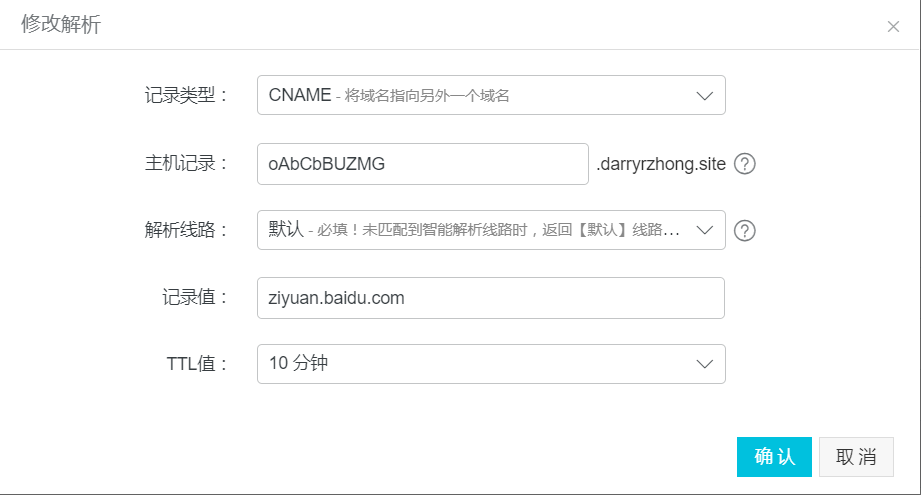 修改解析
记录类型：
CNAME - 将域名指向另外一个域名
主机记录：
oAbCbBUZMG
.darryrzhong.site
解析线路：
默认 - 必填！未匹配到智能解析线路时，返回【默认】线路...
记录值：
ziyuan.baidu.com
TTL值：
10 分钟
确认
取消